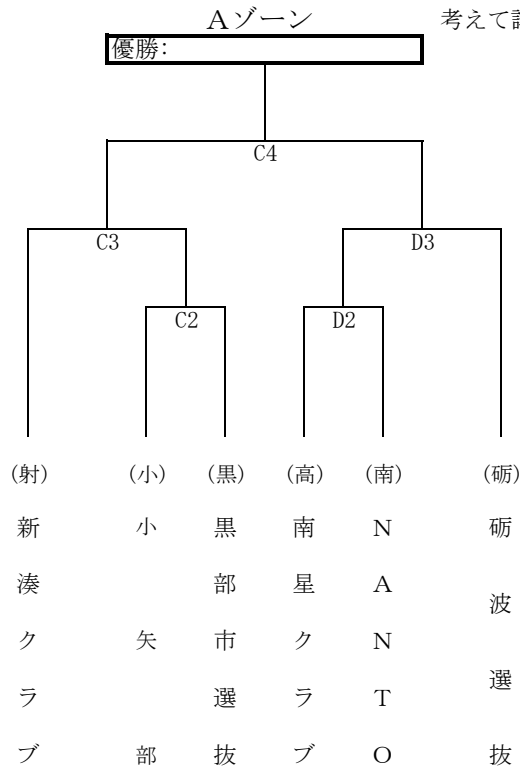 Aゾーン
考えて
優勝:
C4
C3
D3
C2
D2
(射) (小) (黒) (高) (南) (砺)
新湊クラブ
小矢部
黒部市選抜
南星クラブ
NANTO
砺波選抜